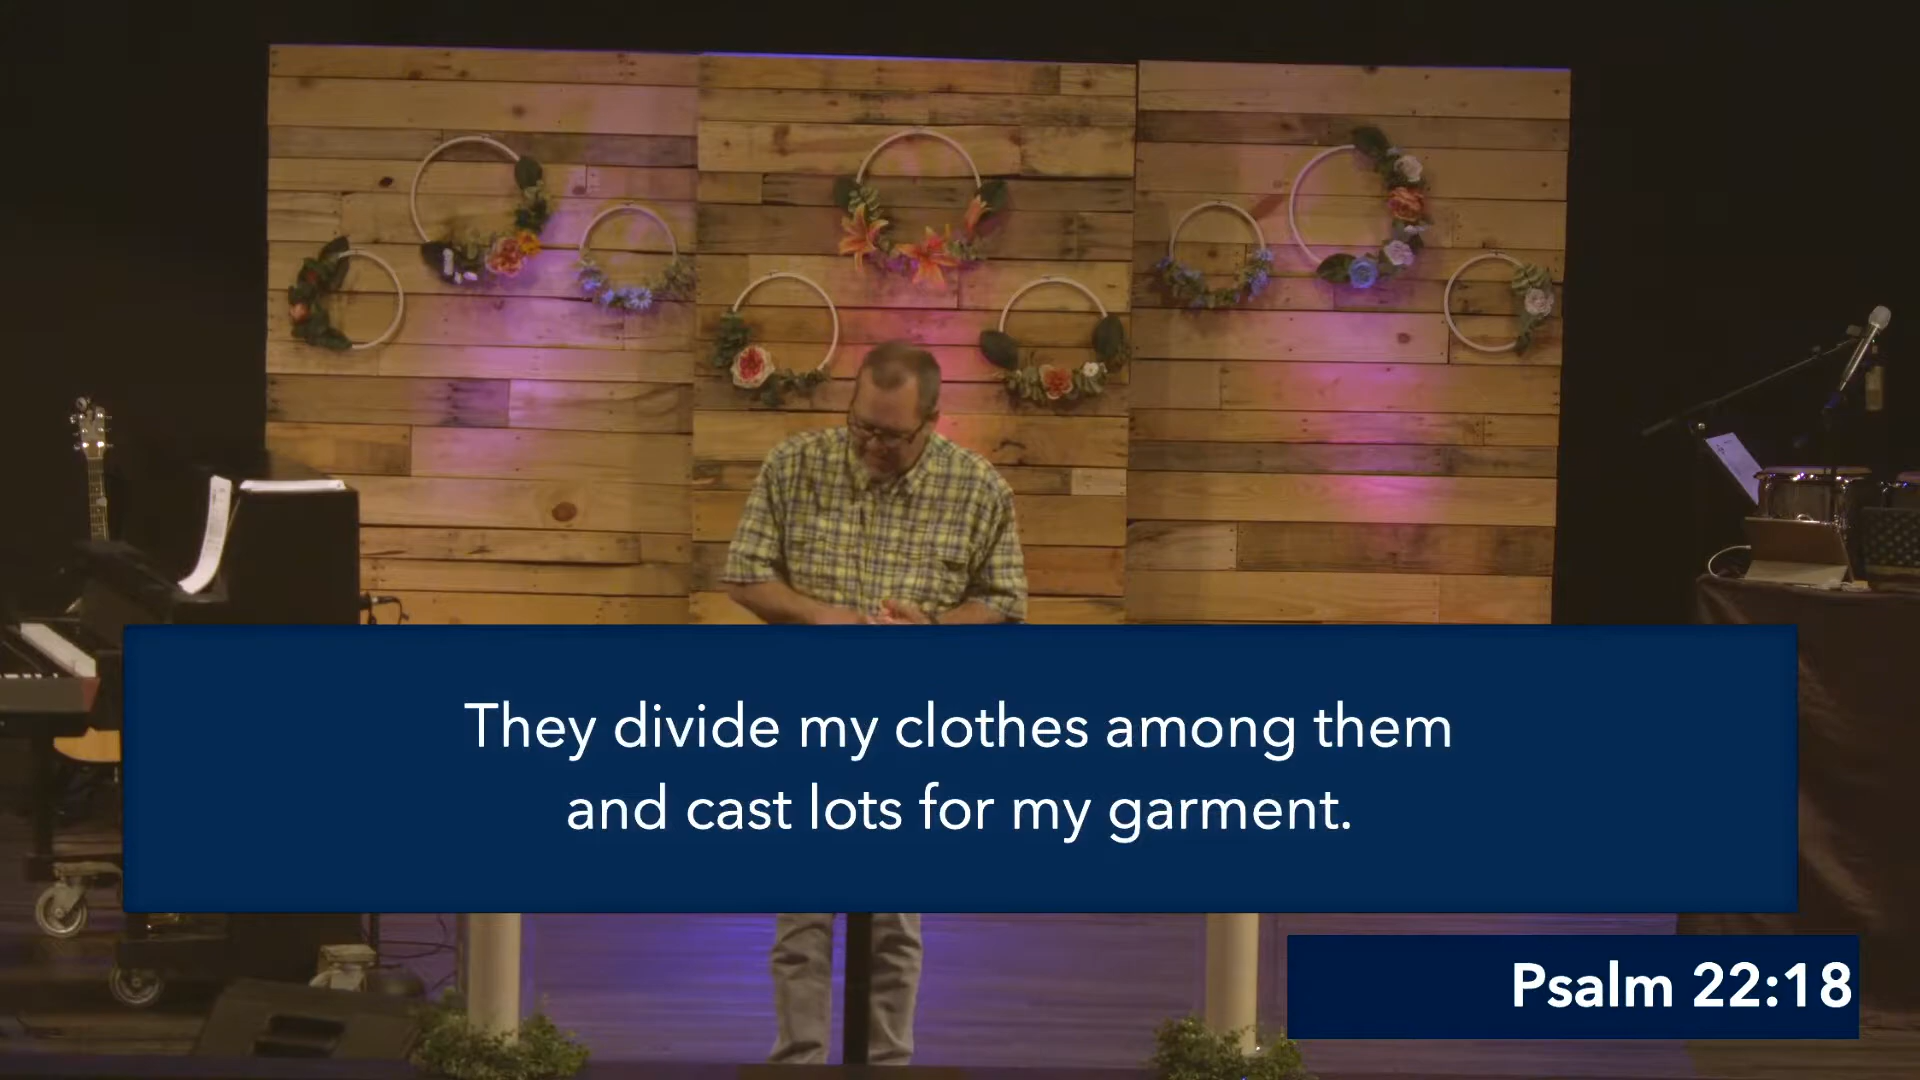 They divide my clothes among them
and cast lots for my garment.
Psalm 22:18